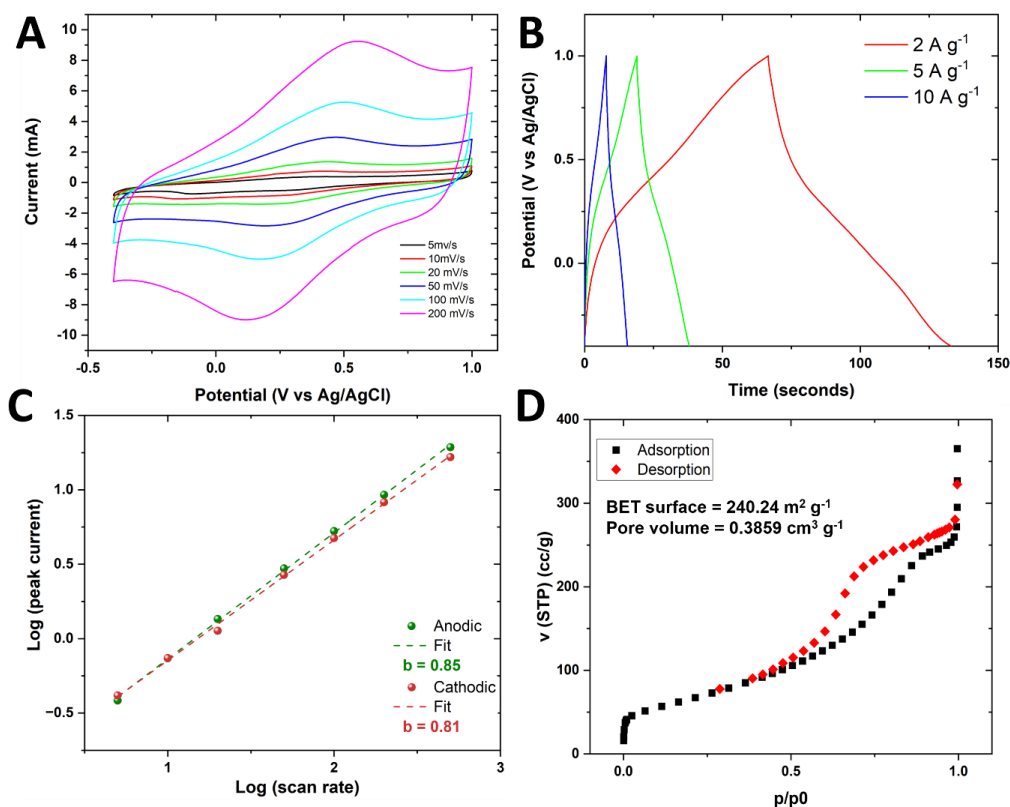 A
Current (mA)
10
8
6
4
2
0
-2
-4
-6
-8
-10
5mv/s
10mV/s
20 mV/s
50 mV/s
100 mV/s
200 mV/s
-0.5
0.0
0.5
1.0
Potential (V vs Ag/AgCl)
B
Potential (V vs Ag/AgCl)
1.0
0.5
0.0
2 A g⁻¹
5 A g⁻¹
10 A g⁻¹
0
50
100
150
Time (seconds)
C
Log (peak current)
1.5
1.0
0.5
0.0
-0.5
Anodic
Fit
b = 0.85
Cathodic
Fit
b = 0.81
1
2
3
Log (scan rate)
D
v (STP) (cc/g)
400
300
200
100
0
Adsorption
Desorption
BET surface = 240.24 m² g⁻¹
Pore volume = 0.3859 cm³ g⁻¹
0.0
0.5
1.0
p/p0